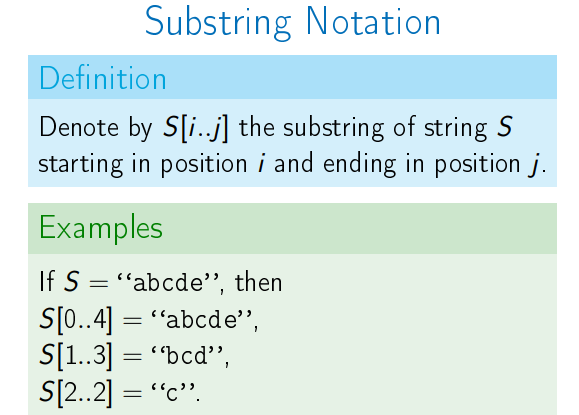 Substring Notation
Definition
Denote by S[i..j] the substring of string S
starting in position i and ending in position j.
Examples
If S = “abcde”, then
S[0..4] = “abcde”,
S[1..3] = “bcd”,
S[2..2] = “c”.